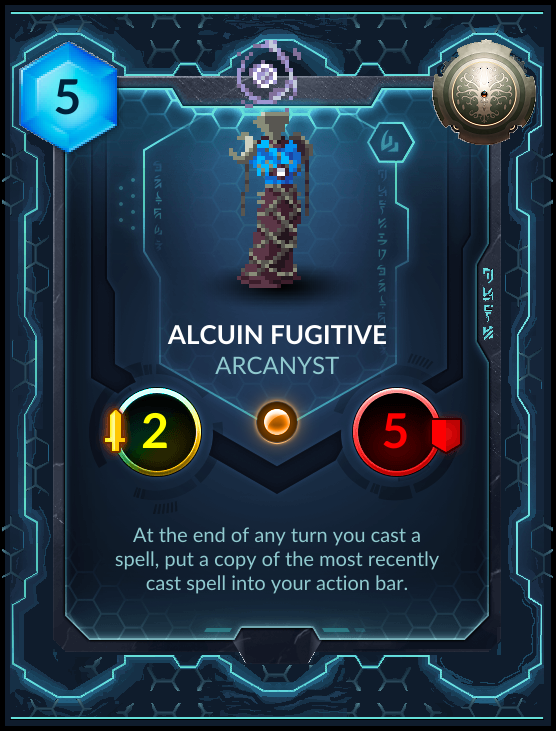 5
ALCUIN FUGITIVE
ARCANYST
2
5
At the end of any turn you cast a
spell, put a copy of the most recently
cast spell into your action bar.